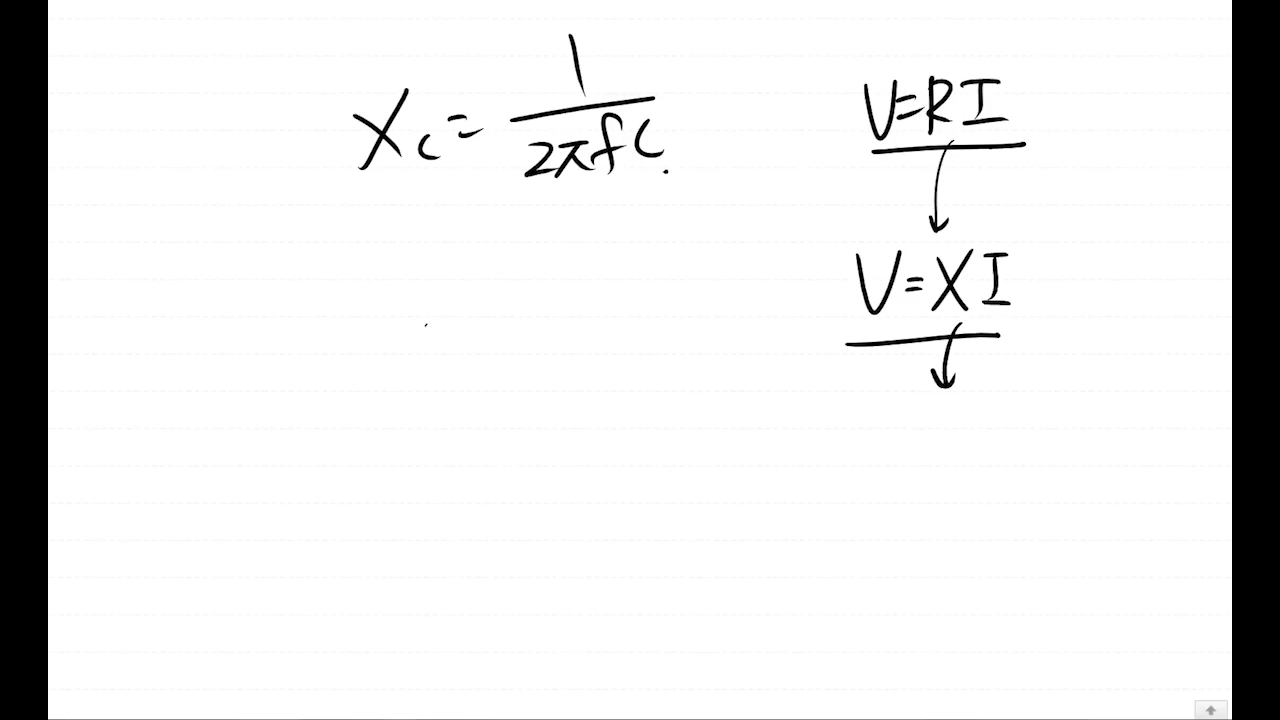 Xc = 1/2πfC.
V=RI
V=XI